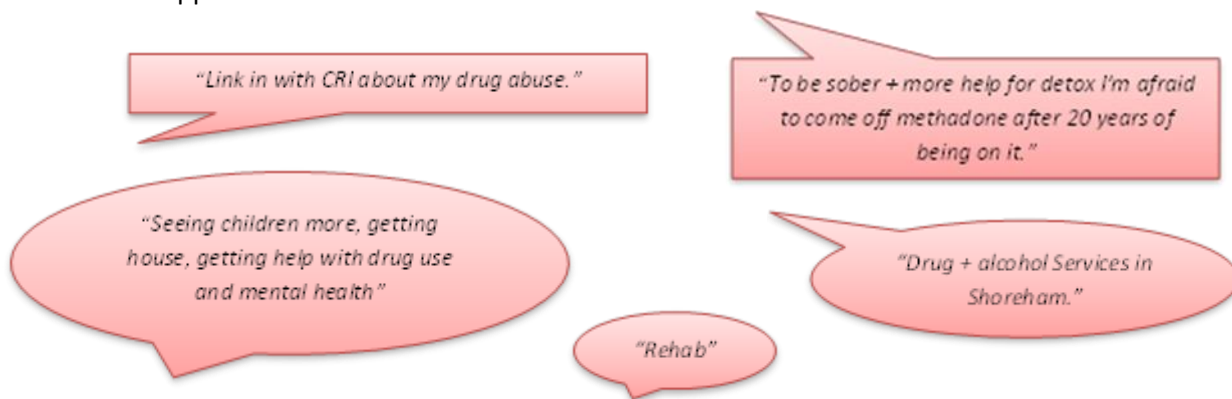 “Link in with CRI about my drug abuse.”
“To be sober + more help for detox I’m afraid
to come off methadone after 20 years of
being on it.”
“Seeing children more, getting
house, getting help with drug use
and mental health”
“Drug + alcohol Services in
Shoreham.”
“Rehab”